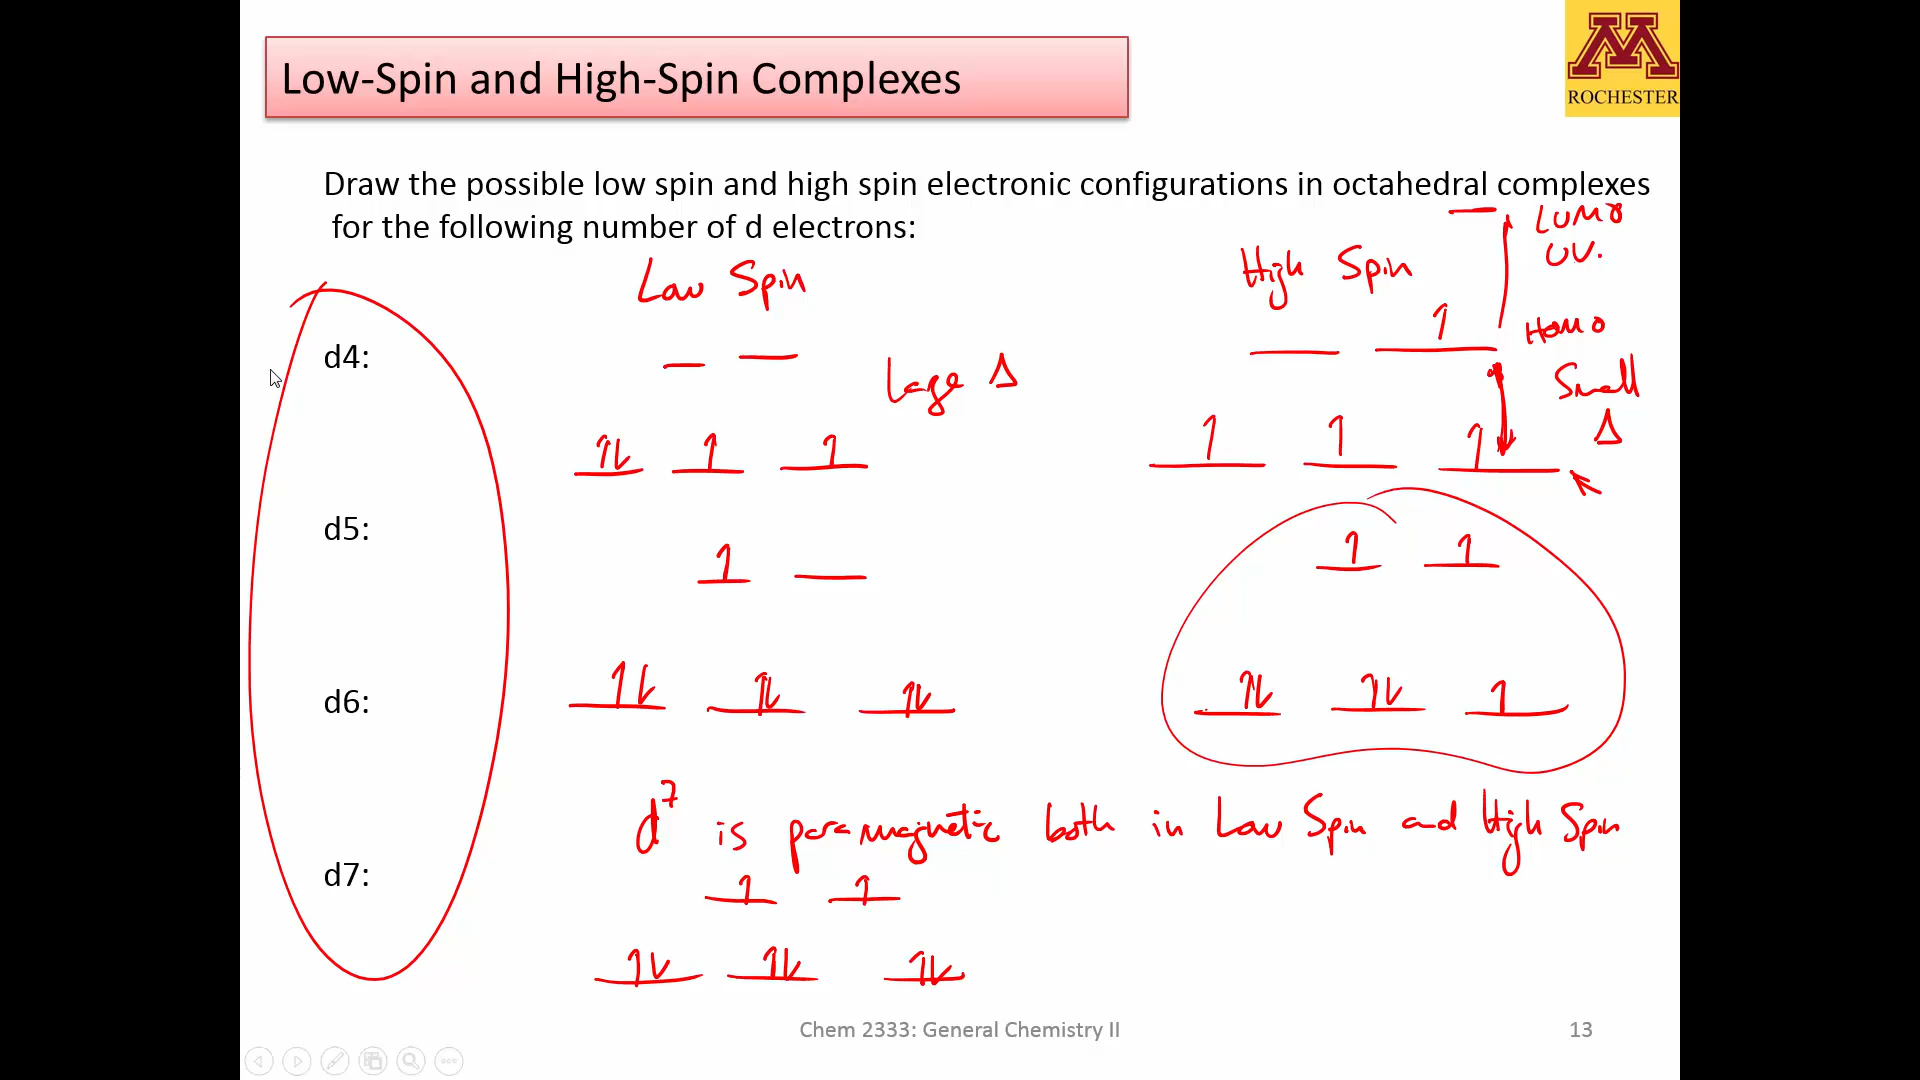 Low-Spin and High-Spin Complexes
ROCHESTER
Draw the possible low spin and high spin electronic configurations in octahedral complexes
for the following number of d electrons:
LUMO
UV.
Low Spin
High Spin
HOMO
d4:
Large Δ
Small
Δ
d5:
d6:
d⁷ is paramagnetic both in Low Spin and High Spin
d7:
Chem 2333: General Chemistry II
13